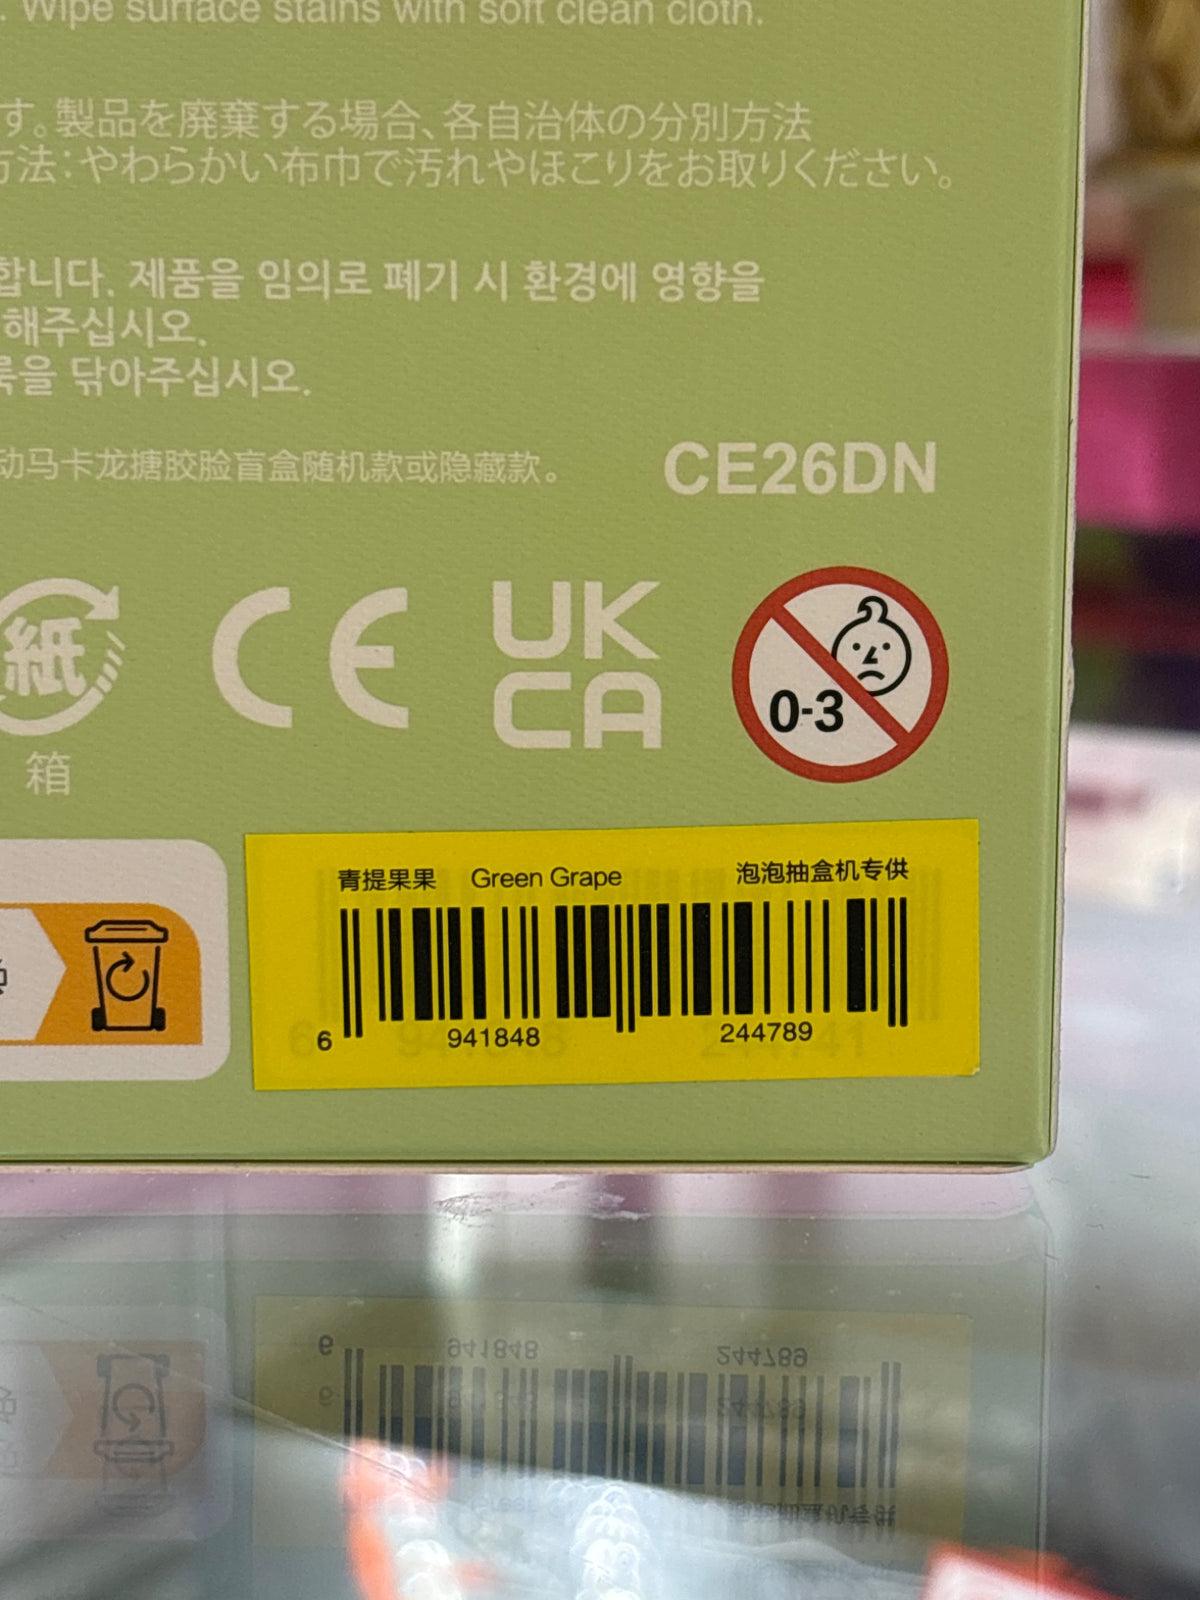 . Wipe surface stains with soft clean cloth.
す。製品を廃棄する場合、各自治体の分別方法
方法：やわらかい布巾で汚れやほこりをお取りください。
합니다. 제품을 임의로 폐기 시 환경에 영향을
해주십시오.
록을 닦아주십시오.
动马卡龙搪胶脸盲盒随机款或隐藏款。
CE26DN
紙
箱
CE
UK
CA
0-3
青提果果 Green Grape 泡泡抽盒机专供
6 941848 244789